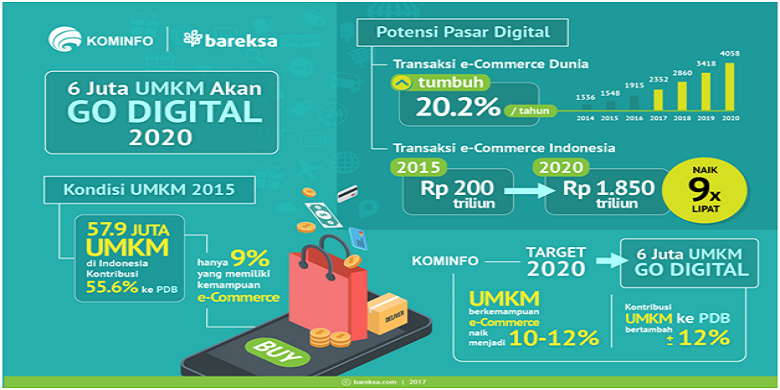 KOMINFO
bareksa
6 Juta UMKM Akan
GO DIGITAL
2020
Kondisi UMKM 2015
57.9 JUTA
UMKM
di Indonesia
Kontribusi
55.6% ke PDB
hanya 9%
yang memiliki
kemampuan
e-Commerce
BUY
DELIVER
Potensi Pasar Digital
Transaksi e-Commerce Dunia
tumbuh
20.2%
/ tahun
1356 1548 1915 2352 2860 3418 4058
2014 2015 2016 2017 2018 2019 2020
Transaksi e-Commerce Indonesia
2015
Rp 200
triliun
2020
Rp 1.850
triliun
NAIK
9x
LIPAT
KOMINFO
TARGET
2020
6 Juta UMKM
GO DIGITAL
UMKM
berkemampuan
e-Commerce
naik
menjadi 10-12%
Kontribusi
UMKM ke PDB
bertambah
± 12%
© bareksa.com | 2017